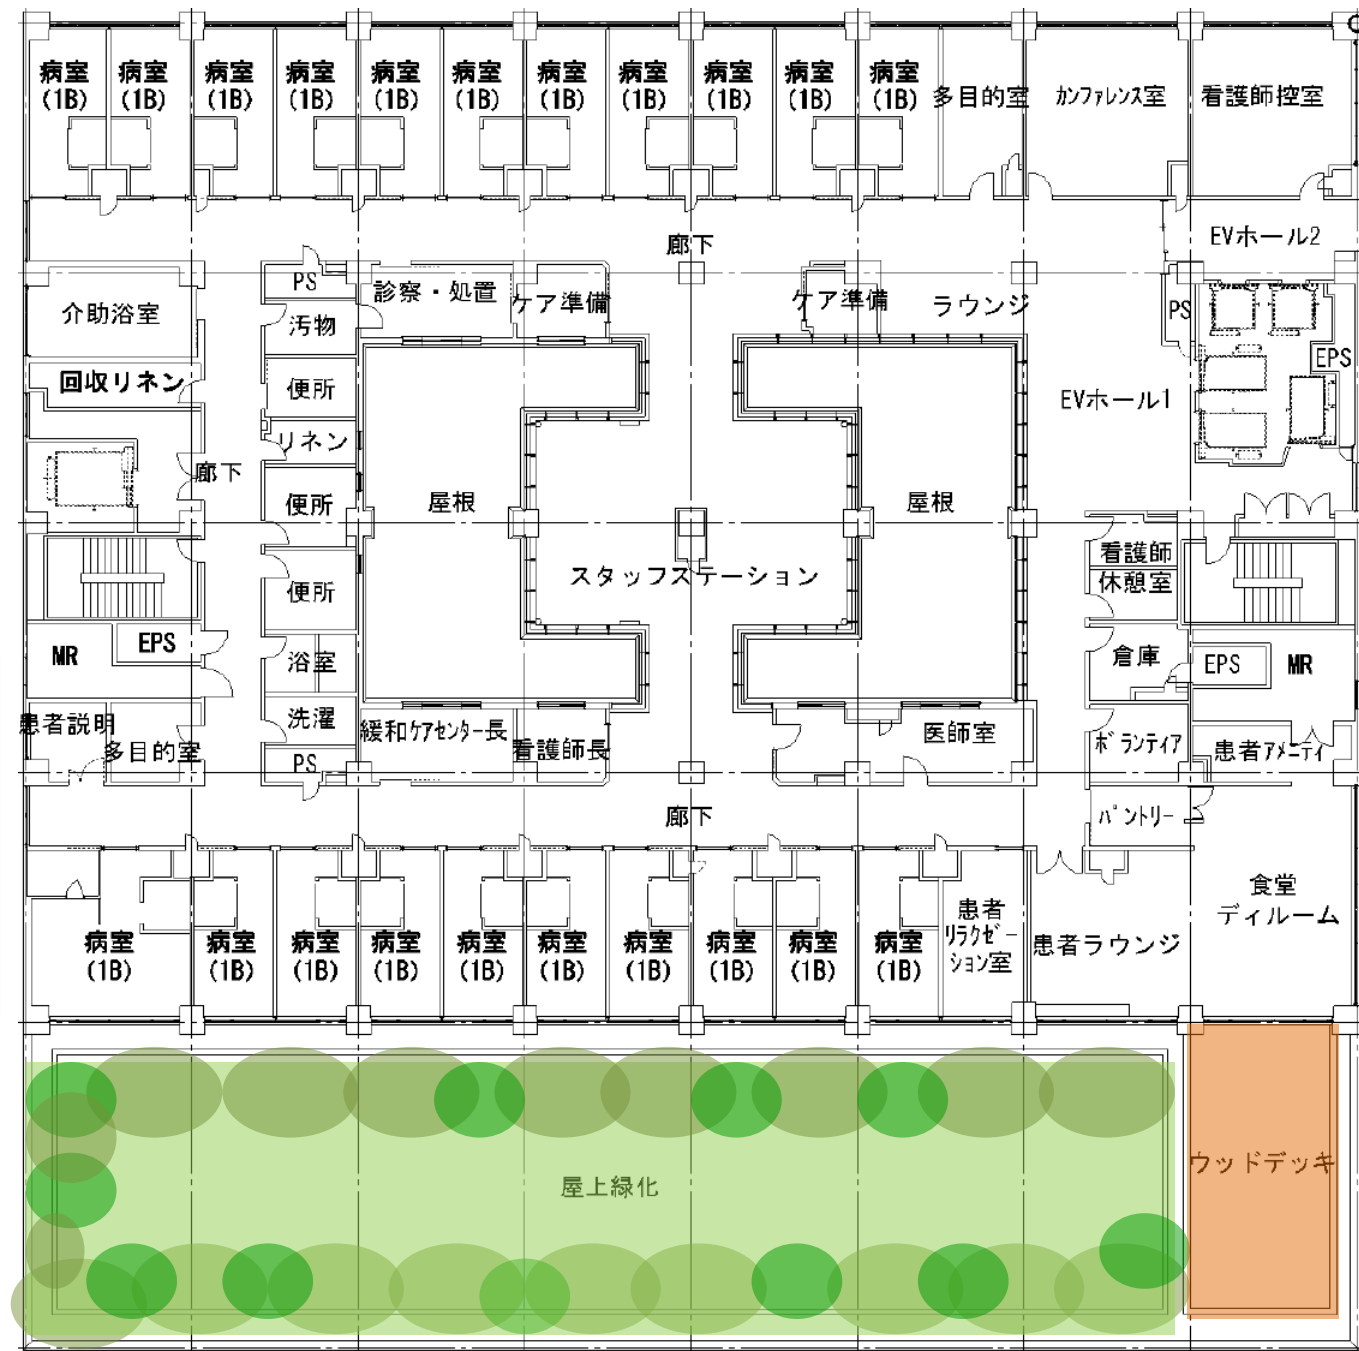 病室 病室 病室 病室 病室 病室 病室 病室 病室 病室 病室
(1B) (1B) (1B) (1B) (1B) (1B) (1B) (1B) (1B) (1B) (1B)
多目的室
カンファレンス室
看護師控室
廊下
EVホール2
PS
介助浴室
汚物
診察・処置
ケア準備
ケア準備
ラウンジ
PS
EPS
回収リネン
便所
EVホール1
リネン
廊下
便所
屋根
屋根
看護師
休憩室
スタッフステーション
便所
MR
EPS
浴室
倉庫
EPS
MR
患者説明
多目的室
洗濯
緩和ケアセンター長
看護師長
医師室
ボランティア
患者アメニティ
PS
廊下
パントリー
食堂
ディルーム
病室 病室 病室 病室 病室 病室 病室 病室 病室 病室
(1B) (1B) (1B) (1B) (1B) (1B) (1B) (1B) (1B) (1B)
患者
リラクゼー
ション室
患者ラウンジ
屋上緑化
ウッドデッキ